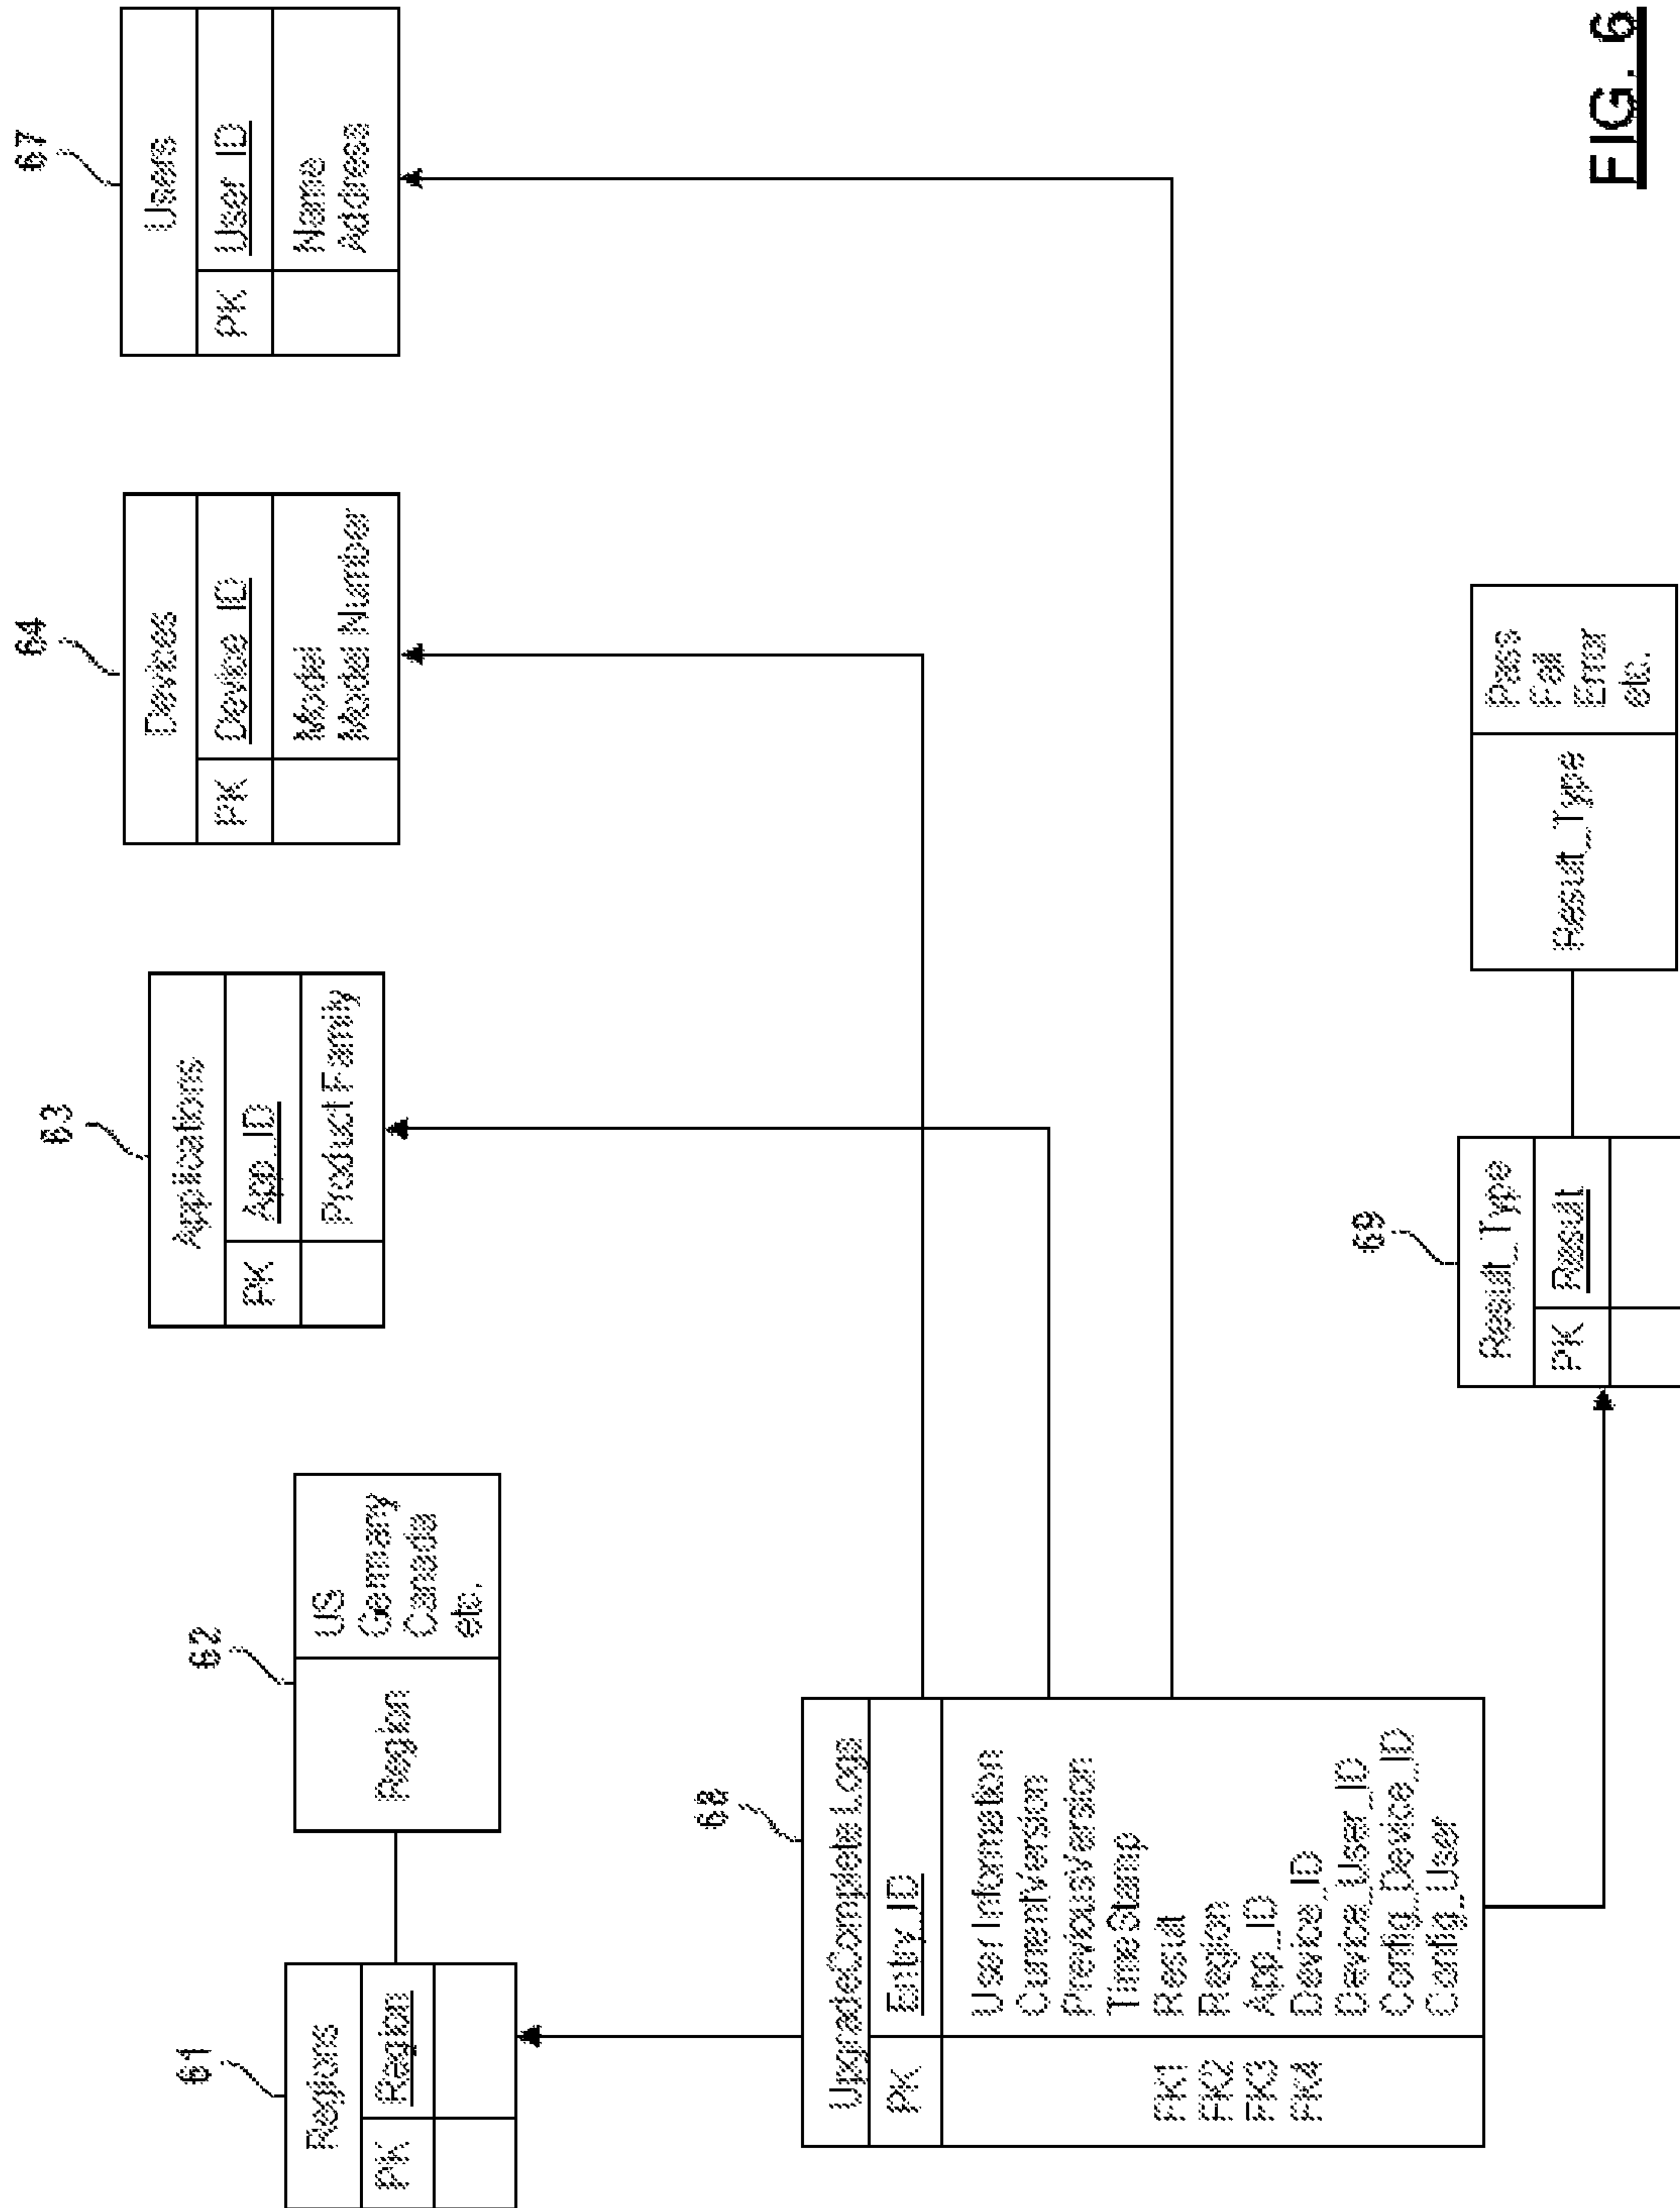 61
Regions
PK Region
62
Region
US
Germany
Canada
etc.
63
Applications
PK App_ID
Product Family
64
Devices
PK Device_ID
Model
Model Number
67
Users
PK User_ID
Name
Address
68
UpgradeComplete Logs
PK Entry_ID
User Information
CurrentVersion
PreviousVersion
TimeStamp
FK1 Result
FK2 Region
FK3 App_ID
FK4 Device_ID
Device_User_ID
Config_Device_ID
Config_User
69
Result_Type
PK Result
Result_Type
Pass
Fail
Error
etc.
FIG. 6